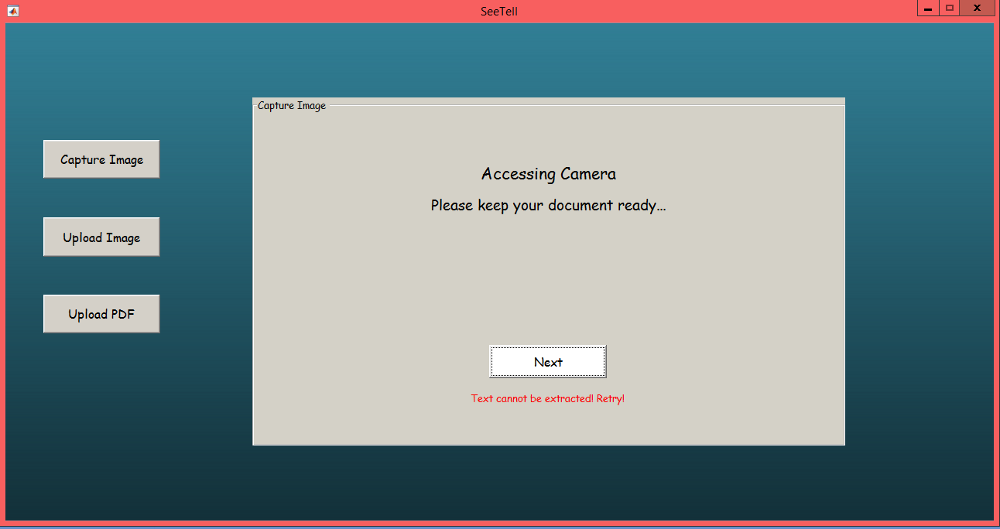 SeeTell
Capture Image
Upload Image
Upload PDF
Capture Image
Accessing Camera
Please keep your document ready...
Next
Text cannot be extracted! Retry!